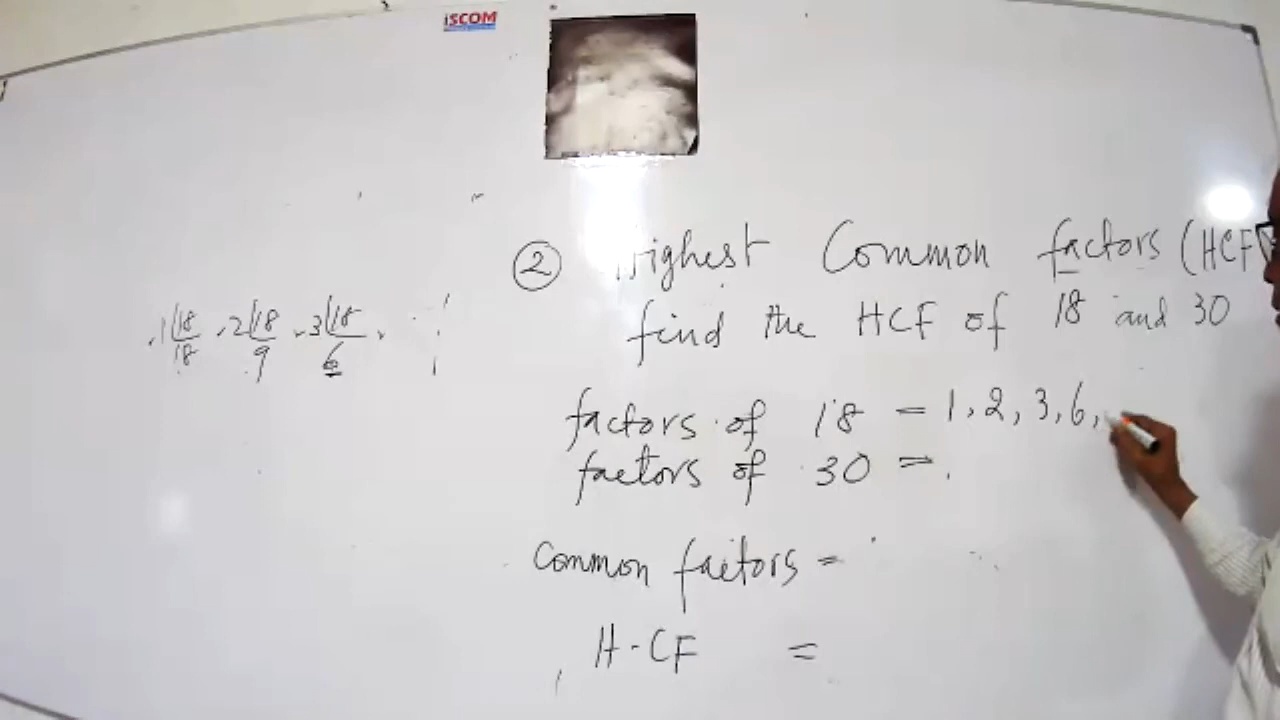 iSCOM
② Highest Common factors (HCF)
find the HCF of 18 and 30
1 18 2 18 3 18
18 9 6
factors of 18 = 1, 2, 3, 6,
factors of 30 =
Common factors =
H.CF =